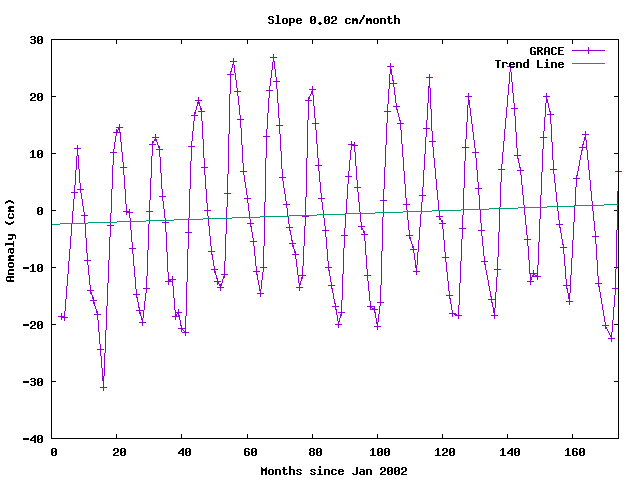 Slope 0.02 cm/month
30
20
10
0
-10
-20
-30
-40
Anomaly (cm)
GRACE
Trend Line
0 20 40 60 80 100 120 140 160
Months since Jan 2002